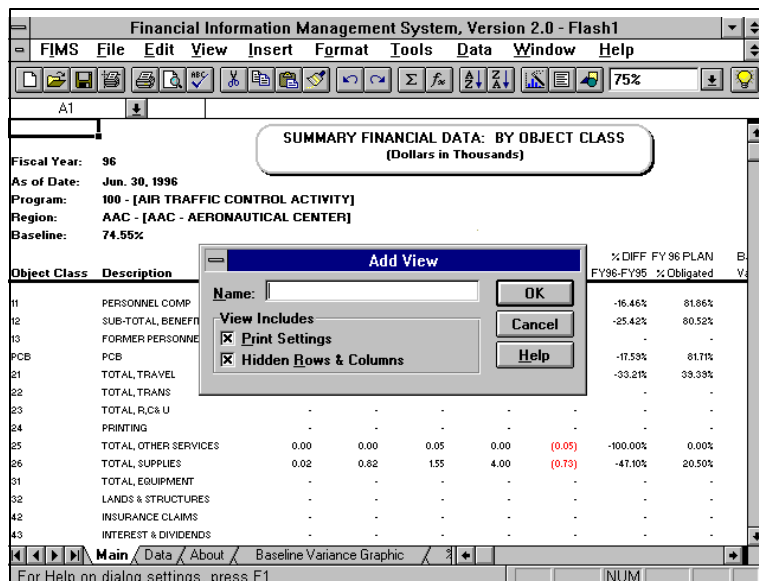 Financial Information Management System, Version 2.0 - Flash1
FIMS File Edit View Insert Format Tools Data Window Help
ABC Σ fx A Z Z A 75%
A1
SUMMARY FINANCIAL DATA: BY OBJECT CLASS
(Dollars in Thousands)
Fiscal Year: 96
As of Date: Jun. 30, 1996
Program: 100 - [AIR TRAFFIC CONTROL ACTIVITY]
Region: AAC - [AAC - AERONAUTICAL CENTER]
Baseline: 74.55%
% DIFF FY 96 PLAN
Object Class Description FY96-FY95 % Obligated
Add View
Name:
OK
View Includes
Cancel
Print Settings
Help
Hidden Rows & Columns
11 PERSONNEL COMP -16.46% 81.86%
12 SUB-TOTAL, BENEFI -25.42% 80.52%
13 FORMER PERSONNE - -
PCB PCB -17.59% 81.71%
21 TOTAL, TRAVEL -33.21% 39.39%
22 TOTAL, TRANS - -
23 TOTAL, R,C& U - - - - - - -
24 PRINTING - - - - - - -
25 TOTAL, OTHER SERVICES 0.00 0.00 0.05 0.00 (0.05) -100.00% 0.00%
26 TOTAL, SUPPLIES 0.02 0.82 1.55 4.00 (0.73) -47.10% 20.50%
31 TOTAL, EQUIPMENT - - - - - - -
32 LANDS & STRUCTURES - - - - - - -
42 INSURANCE CLAIMS - - - - - - -
43 INTEREST & DIVIDENDS - - - - - - -
Main Data About Baseline Variance Graphic
For Help on dialog settings, press F1 NUM